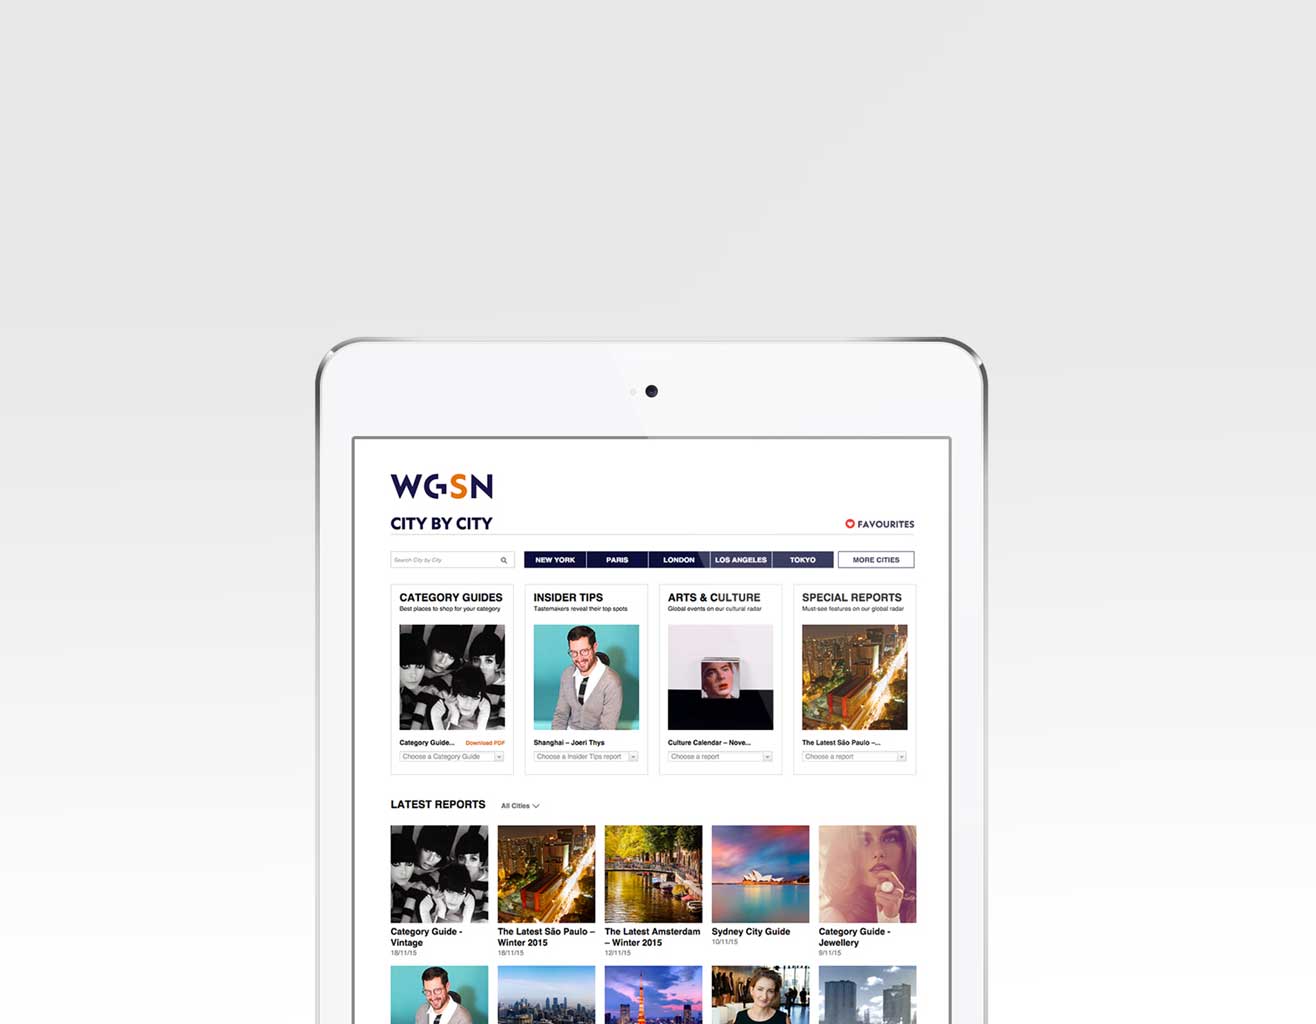 WGSN
CITY BY CITY
FAVOURITES
Search City by City
NEW YORK
PARIS
LONDON
LOS ANGELES
TOKYO
MORE CITIES
CATEGORY GUIDES
Best places to shop for your category
Category Guide...
Download PDF
Choose a Category Guide
INSIDER TIPS
Tastemakers reveal their top spots
Shanghai – Joeri Thys
Choose a Insider Tips report
ARTS & CULTURE
Global events on our cultural radar
Culture Calendar – Nove...
Choose a report
SPECIAL REPORTS
Must-see features on our global radar
The Latest São Paulo –...
Choose a report
LATEST REPORTS
All Cities
Category Guide -
Vintage
18/11/15
The Latest São Paulo –
Winter 2015
18/11/15
The Latest Amsterdam
– Winter 2015
12/11/15
Sydney City Guide
10/11/15
Category Guide -
Jewellery
9/11/15